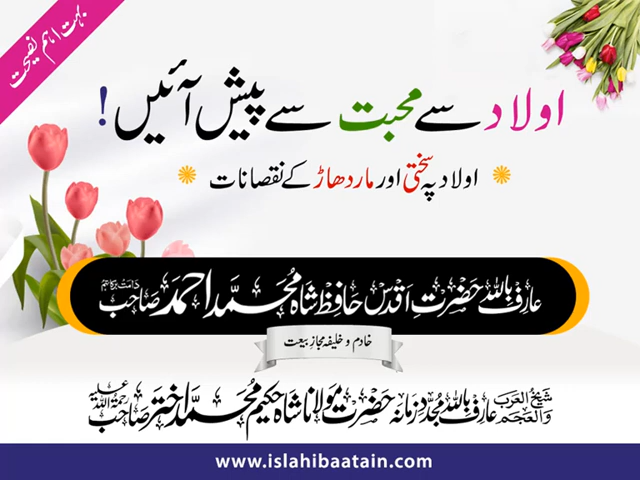 بہت اہم نصیحت
اولاد سے محبت سے پیش آئیں!
اولاد پہ سختی اور مار دھاڑ کے نقصانات
عارف باللہ حضرتِ اقدس حافظ شاہ محمد احمد صاحب دامت برکاتہم
خادم و خلیفہ مجازِ بیعت
شیخ العرب والعجم عارف باللہ مجددِ زمانہ حضرت مولانا شاہ حکیم محمد اختر صاحب رحمۃ اللہ علیہ
www.islahibaatain.com